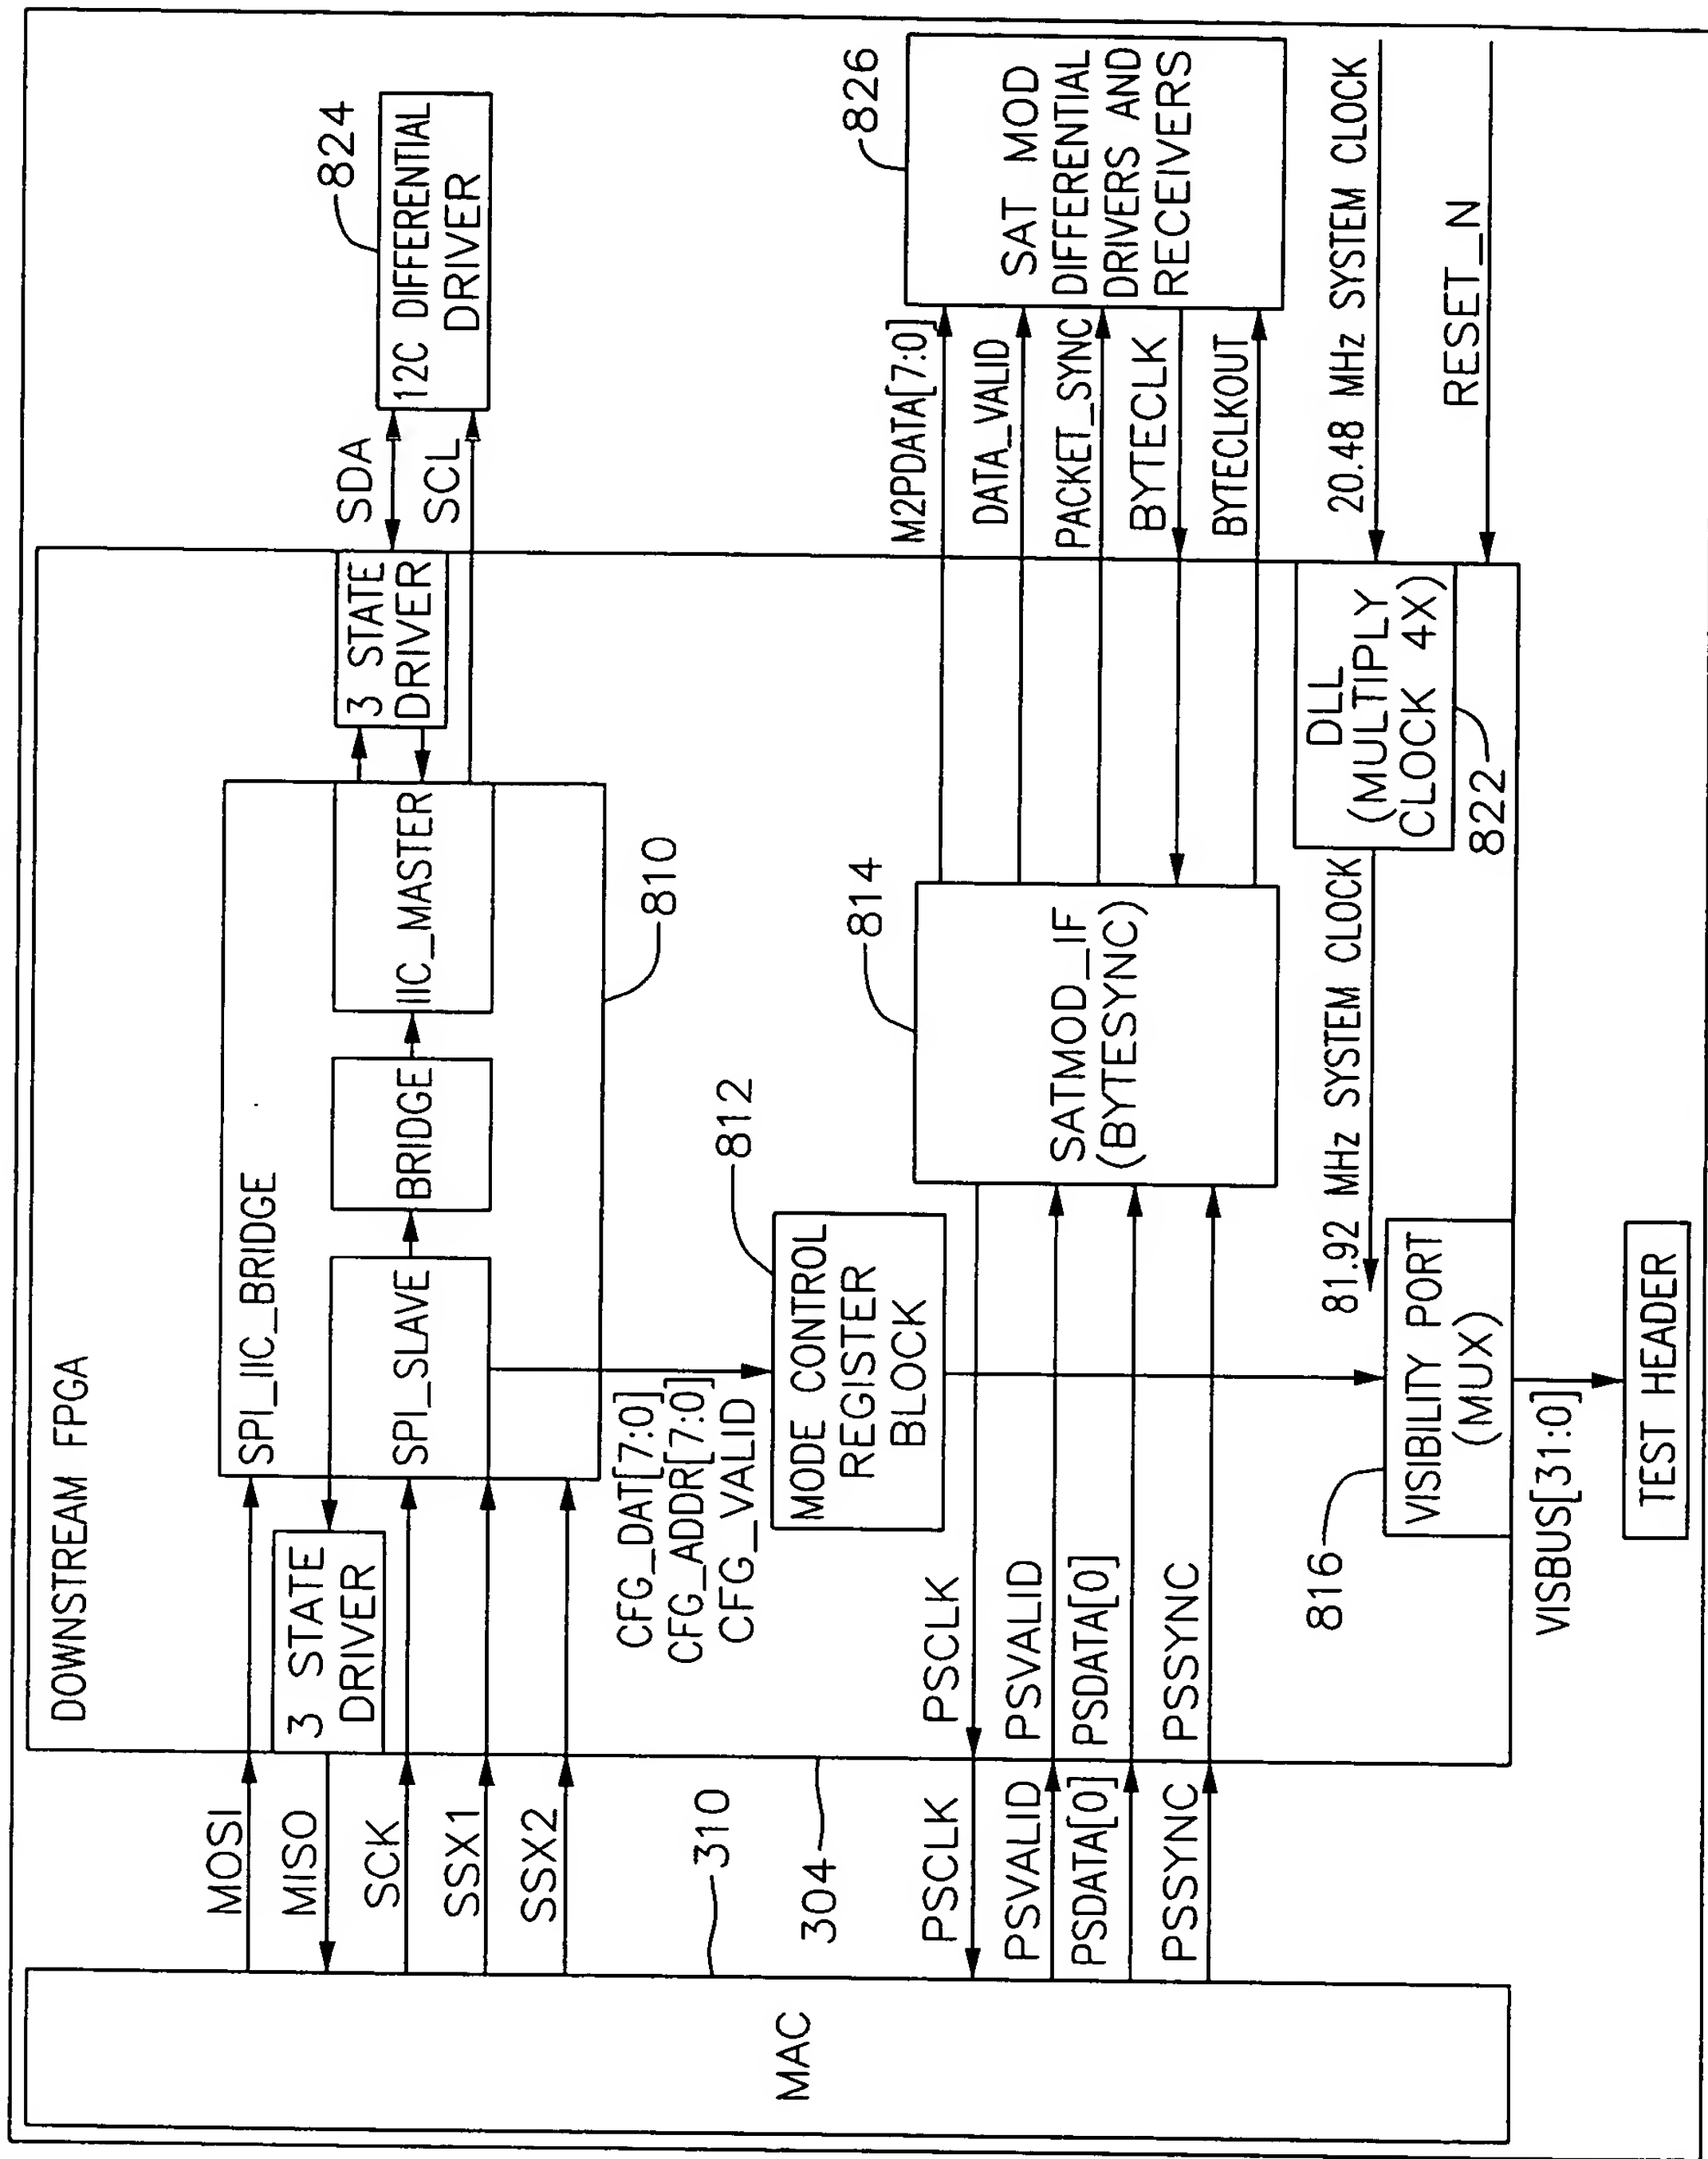 DOWNSTREAM FPGA
MAC
310
304
MOSI
MISO
SCK
SSX1
SSX2
3 STATE
DRIVER
SPI_IIC_BRIDGE
SPI_SLAVE
BRIDGE
IIC_MASTER
810
3 STATE
DRIVER
SDA
SCL
12C DIFFERENTIAL
DRIVER
824
CFG_DAT[7:0]
CFG_ADDR[7:0]
CFG_VALID
MODE CONTROL
REGISTER
BLOCK
812
PSCLK
PSVALID
PSDATA[0]
PSSYNC
PSCLK
PSVALID
PSDATA[0]
PSSYNC
SATMOD_IF
(BYTESYNC)
814
M2PDATA[7:0]
DATA_VALID
PACKET_SYNC
BYTECLK
BYTECLKOUT
SAT MOD
DIFFERENTIAL
DRIVERS AND
RECEIVERS
826
816
VISIBILITY PORT
(MUX)
81.92 MHz SYSTEM CLOCK
DLL
(MULTIPLY
CLOCK 4X)
822
20.48 MHz SYSTEM CLOCK
RESET_N
VISBUS[31:0]
TEST HEADER